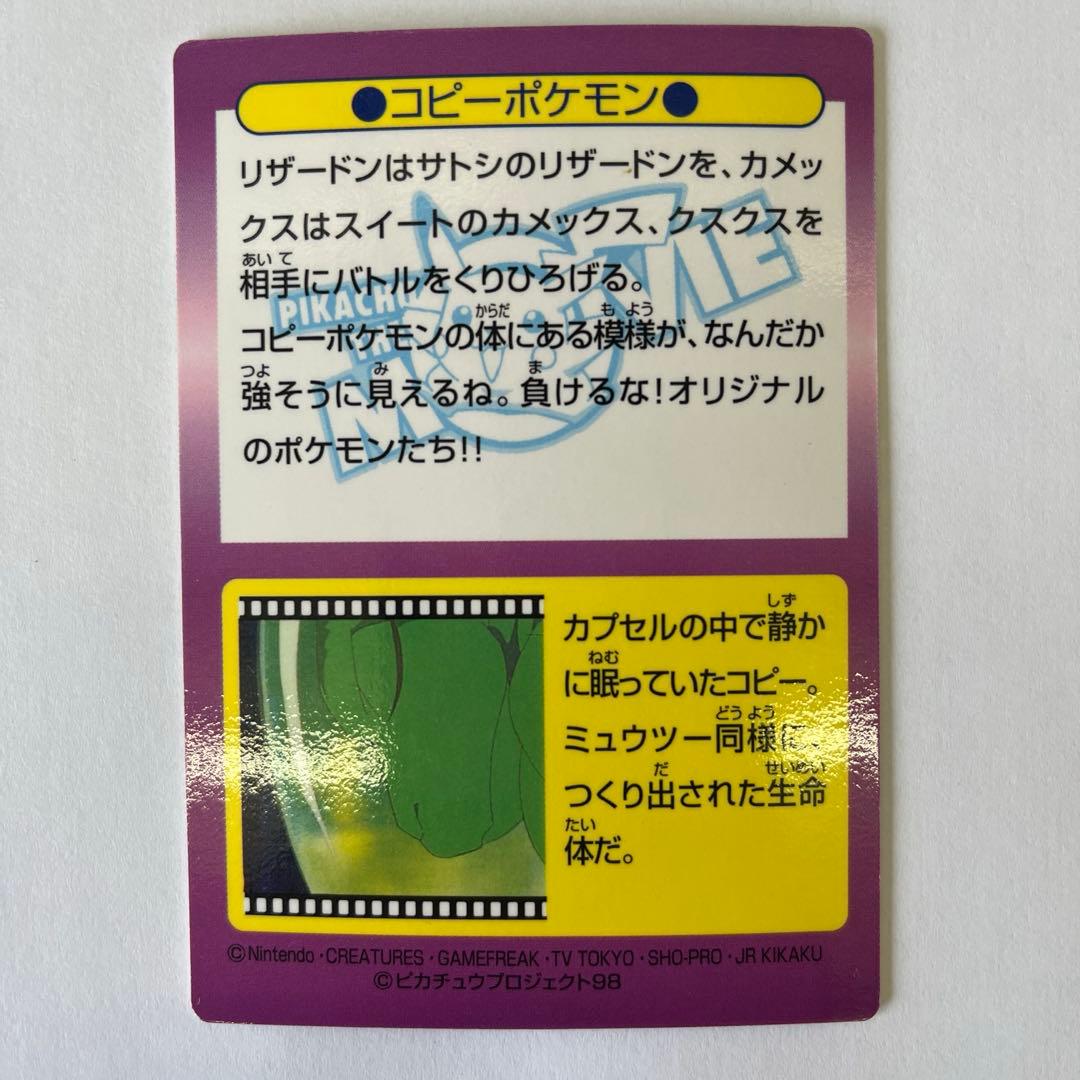 ●コピーポケモン●
リザードンはサトシのリザードンを、カメッ
クスはスイートのカメックス、クスクスを
あいて
相手にバトルをくりひろげる。
からだ もよう
コピーポケモンの体にある模様が、なんだか
つよ み ま
強そうに見えるね。負けるな!オリジナル
のポケモンたち!!
PIKACHU
MOVIE
しず
カプセルの中で静か
ねむ
に眠っていたコピー。
どうよう
ミュウツー同様に、
だ せいめい
つくり出された生命
たい
体だ。
©Nintendo・CREATURES・GAMEFREAK・TV TOKYO・SHO-PRO・JR KIKAKU
©ピカチュウプロジェクト98